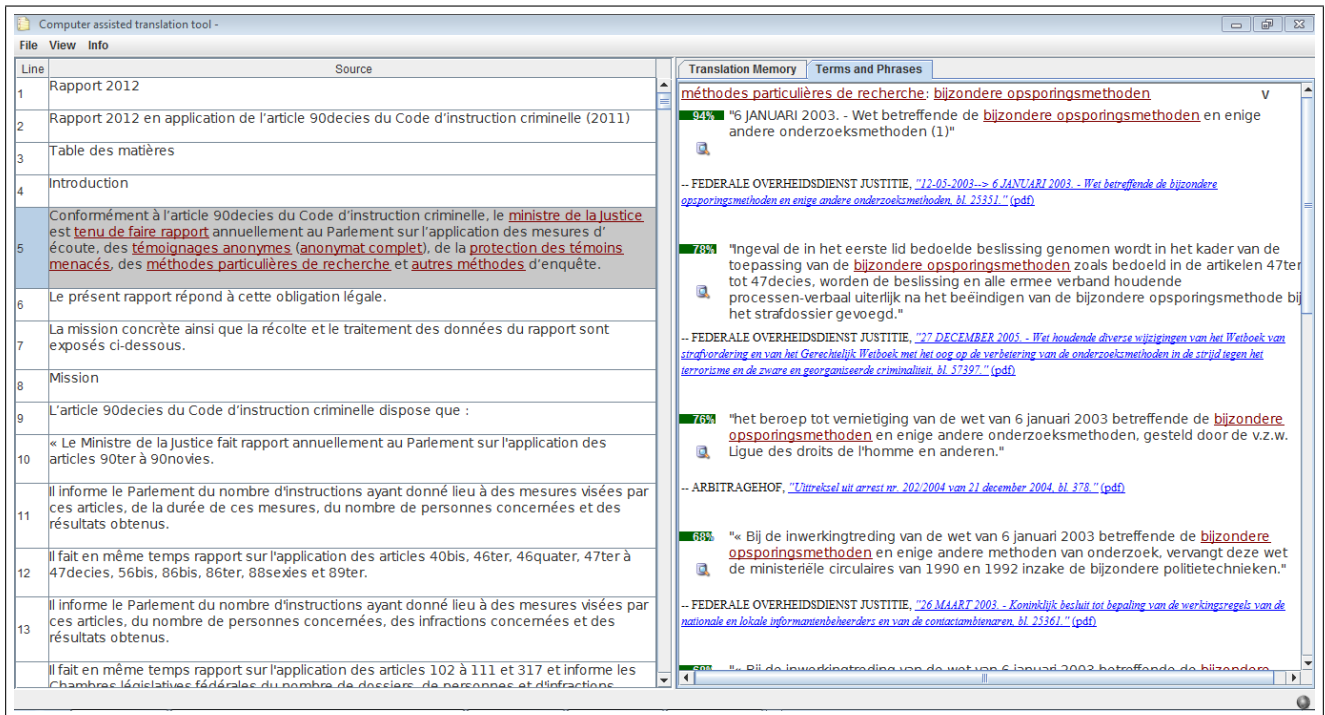 Computer assisted translation tool -
File View Info
Line Source
1 Rapport 2012
2 Rapport 2012 en application de l’article 90decies du Code d’instruction criminelle (2011)
3 Table des matières
4 Introduction
5 Conformément à l’article 90decies du Code d’instruction criminelle, le ministre de la Justice
est tenu de faire rapport annuellement au Parlement sur l’application des mesures d’
écoute, des témoignages anonymes (anonymat complet), de la protection des témoins
menacés, des méthodes particulières de recherche et autres méthodes d’enquête.
6 Le présent rapport répond à cette obligation légale.
7 La mission concrète ainsi que la récolte et le traitement des données du rapport sont
exposés ci-dessous.
8 Mission
9 L’article 90decies du Code d’instruction criminelle dispose que :
10 « Le Ministre de la Justice fait rapport annuellement au Parlement sur l'application des
articles 90ter à 90novies.
11 Il informe le Parlement du nombre d'instructions ayant donné lieu à des mesures visées par
ces articles, de la durée de ces mesures, du nombre de personnes concernées et des
résultats obtenus.
12 Il fait en même temps rapport sur l'application des articles 40bis, 46ter, 46quater, 47ter à
47decies, 56bis, 86bis, 86ter, 88sexies et 89ter.
13 Il informe le Parlement du nombre d'instructions ayant donné lieu à des mesures visées par
ces articles, du nombre de personnes concernées, des infractions concernées et des
résultats obtenus.
Il fait en même temps rapport sur l'application des articles 102 à 111 et 317 et informe les
Chambres législatives fédérales du nombre de dossiers, de personnes et d'infractions
Translation Memory Terms and Phrases
méthodes particulières de recherche: bijzondere opsporingsmethoden V
94% "6 JANUARI 2003. - Wet betreffende de bijzondere opsporingsmethoden en enige
andere onderzoeksmethoden (1)"
-- FEDERALE OVERHEIDSDIENST JUSTITIE, "12-05-2003--> 6 JANUARI 2003. - Wet betreffende de bijzondere
opsporingsmethoden en enige andere onderzoeksmethoden, bl. 25351." (pdf)
78% "Ingeval de in het eerste lid bedoelde beslissing genomen wordt in het kader van de
toepassing van de bijzondere opsporingsmethoden zoals bedoeld in de artikelen 47ter
tot 47decies, worden de beslissing en alle ermee verband houdende
processen-verbaal uiterlijk na het beëindigen van de bijzondere opsporingsmethode bij
het strafdossier gevoegd."
-- FEDERALE OVERHEIDSDIENST JUSTITIE, "27 DECEMBER 2005. - Wet houdende diverse wijzigingen van het Wetboek van
strafvordering en van het Gerechtelijk Wetboek met het oog op de verbetering van de onderzoeksmethoden in de strijd tegen het
terrorisme en de zware en georganiseerde criminaliteit, bl. 57397." (pdf)
76% "het beroep tot vernietiging van de wet van 6 januari 2003 betreffende de bijzondere
opsporingsmethoden en enige andere onderzoeksmethoden, gesteld door de v.z.w.
Ligue des droits de l'homme en anderen."
-- ARBITRAGEHOF, "Uittreksel uit arrest nr. 202/2004 van 21 december 2004, bl. 378." (pdf)
68% "« Bij de inwerkingtreding van de wet van 6 januari 2003 betreffende de bijzondere
opsporingsmethoden en enige andere methoden van onderzoek, vervangt deze wet
de ministeriële circulaires van 1990 en 1992 inzake de bijzondere politietechnieken."
-- FEDERALE OVERHEIDSDIENST JUSTITIE, "26 MAART 2003. - Koninklijk besluit tot bepaling van de werkingsregels van de
nationale en lokale informantenbeheerders en van de contactambtenaren, bl. 25361." (pdf)
"« Bij de inwerkingtreding van de wet van 6 januari 2003 betreffende de bijzondere